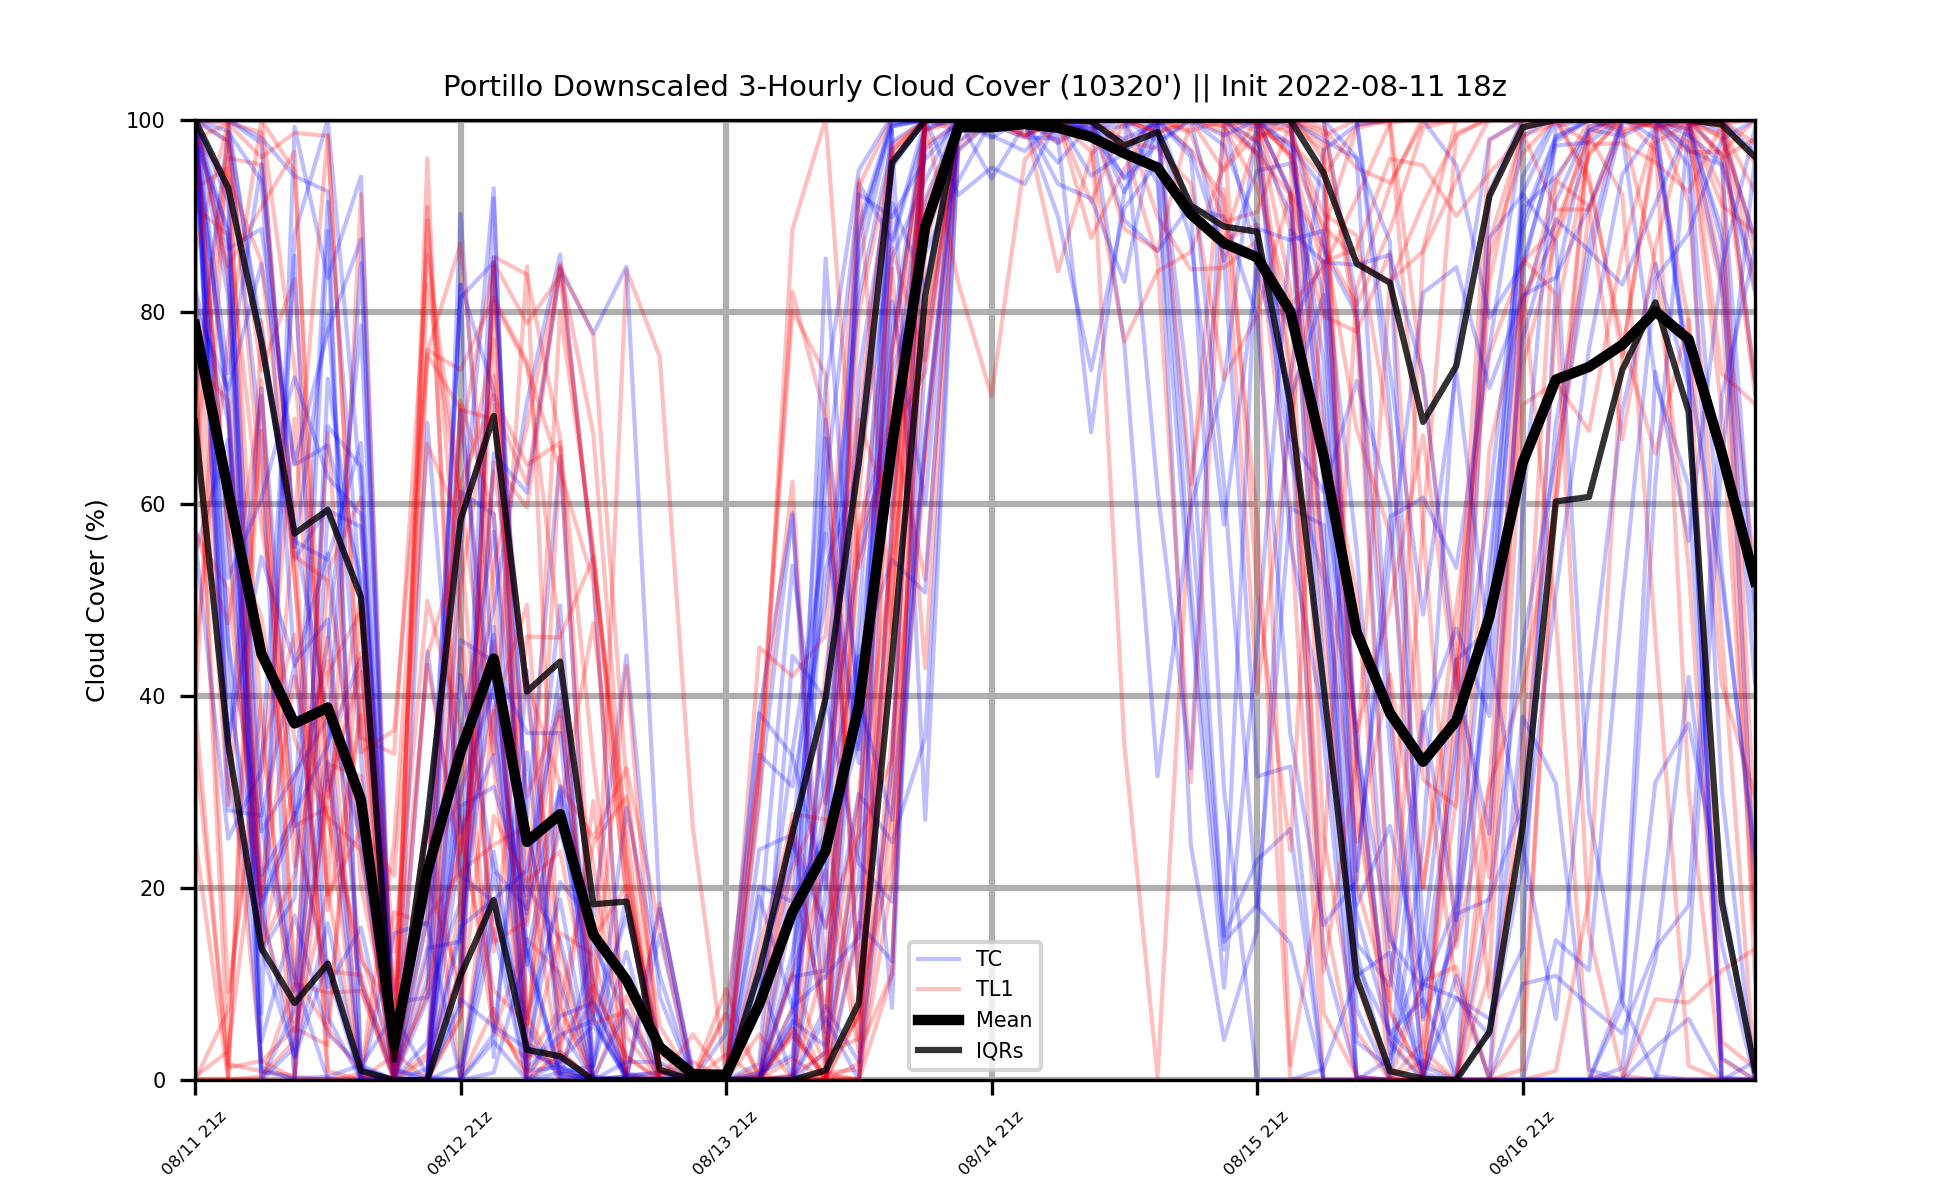 Portillo Downscaled 3-Hourly Cloud Cover (10320') || Init 2022-08-11 18z
Cloud Cover (%)
100
80
60
40
20
0
TC
TL1
Mean
IQRs
08/11 21z
08/12 21z
08/13 21z
08/14 21z
08/15 21z
08/16 21z